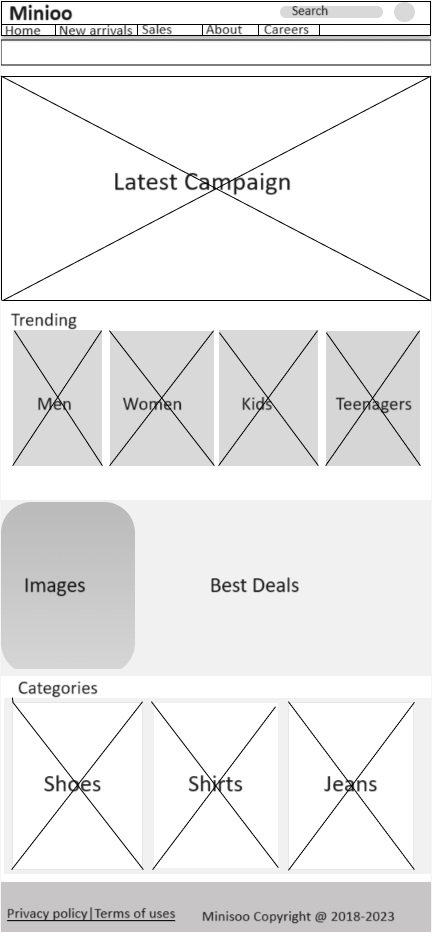 Minioo
Search
Home New arrivals Sales About Careers
Latest Campaign
Trending
Men Women Kids Teenagers
Images Best Deals
Categories
Shoes Shirts Jeans
Privacy policy|Terms of uses Minisoo Copyright @ 2018-2023